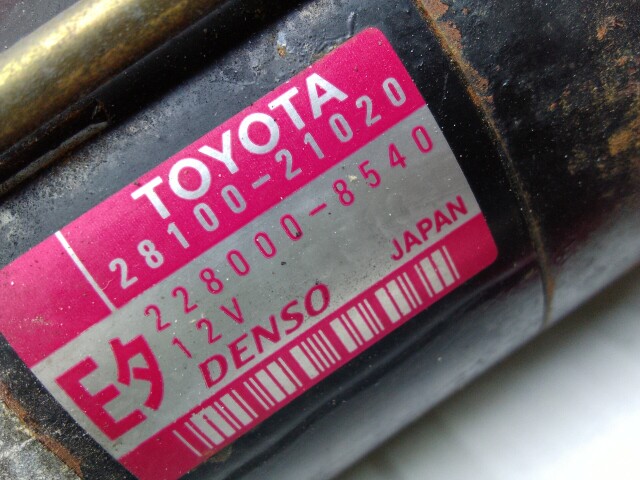 TOYOTA
28100-21020
228000-8540
12V
DENSO
JAPAN